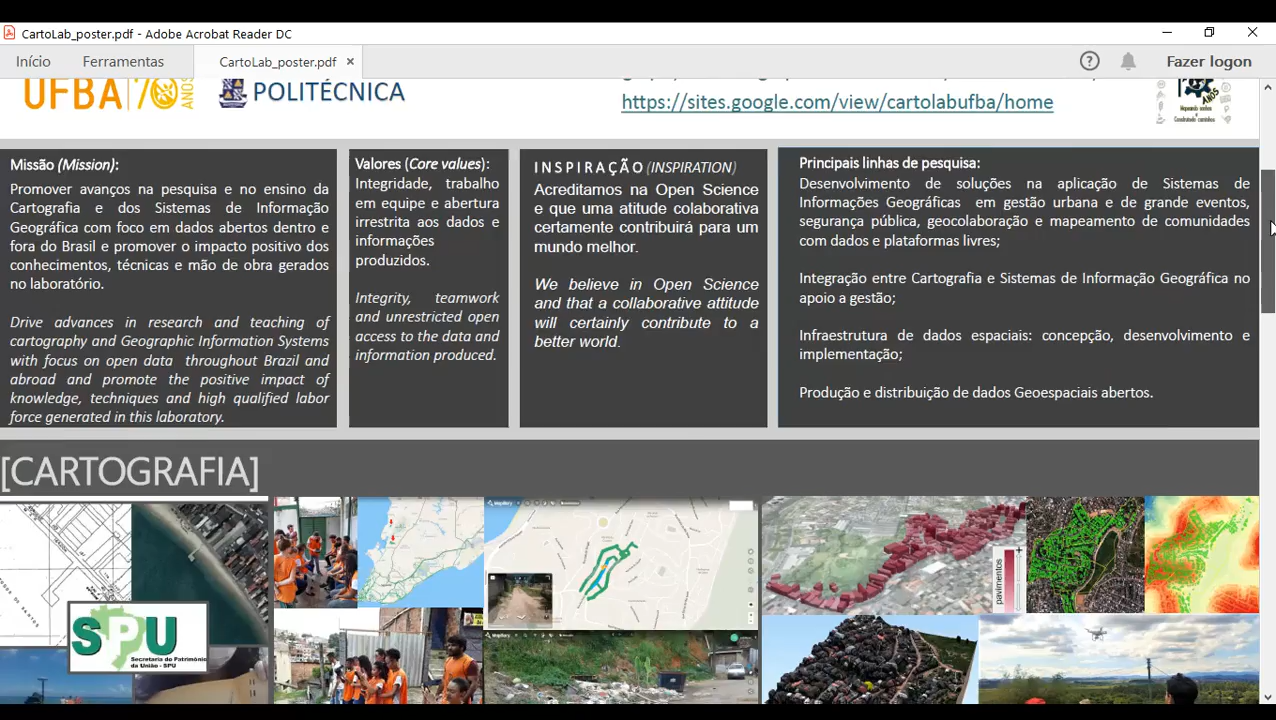 CartoLab_poster.pdf - Adobe Acrobat Reader DC
Início
Ferramentas
CartoLab_poster.pdf
Fazer logon
UFBA 70 ANOS
POLITÉCNICA
https://sites.google.com/view/cartolabufba/home
ANOS
Missão (Mission):
Promover avanços na pesquisa e no ensino da
Cartografia e dos Sistemas de Informação
Geográfica com foco em dados abertos dentro e
fora do Brasil e promover o impacto positivo dos
conhecimentos, técnicas e mão de obra gerados
no laboratório.
Drive advances in research and teaching of
cartography and Geographic Information Systems
with focus on open data throughout Brazil and
abroad and promote the positive impact of
knowledge, techniques and high qualified labor
force generated in this laboratory.
Valores (Core values):
Integridade, trabalho
em equipe e abertura
irrestrita aos dados e
informações
produzidos.
Integrity, teamwork
and unrestricted open
access to the data and
information produced.
INSPIRAÇÃO (INSPIRATION)
Acreditamos na Open Science
e que uma atitude colaborativa
certamente contribuirá para um
mundo melhor.
We believe in Open Science
and that a collaborative attitude
will certainly contribute to a
better world.
Principais linhas de pesquisa:
Desenvolvimento de soluções na aplicação de Sistemas de
Informações Geográficas em gestão urbana e de grande eventos,
segurança pública, geocolaboração e mapeamento de comunidades
com dados e plataformas livres;
Integração entre Cartografia e Sistemas de Informação Geográfica no
apoio a gestão;
Infraestrutura de dados espaciais: concepção, desenvolvimento e
implementação;
Produção e distribuição de dados Geoespaciais abertos.
[CARTOGRAFIA]
SPU
Secretaria do Patrimônio
da União - SPU
pavimentos